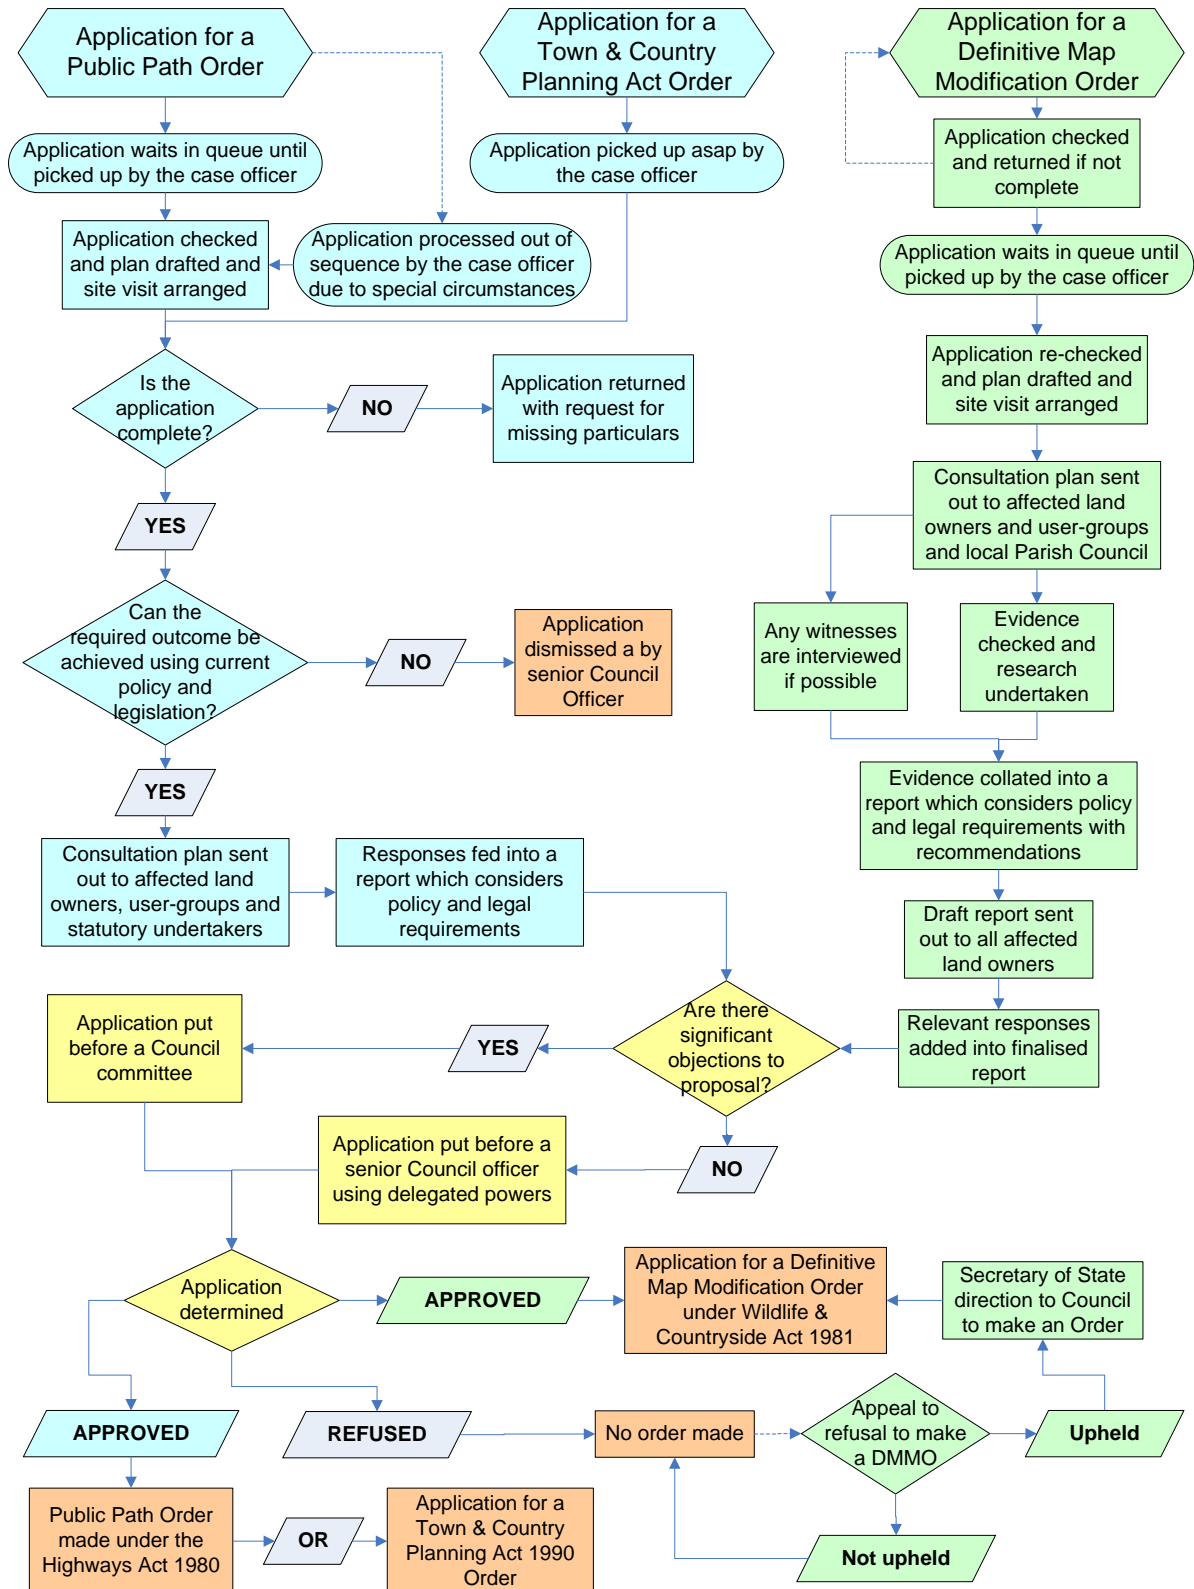 Application for a
Public Path Order
Application for a
Town & Country
Planning Act Order
Application for a
Definitive Map
Modification Order
Application waits in queue until
picked up by the case officer
Application picked up asap by
the case officer
Application checked
and returned if not
complete
Application checked
and plan drafted and
site visit arranged
Application processed out of
sequence by the case officer
due to special circumstances
Application waits in queue until
picked up by the case officer
Application re-checked
and plan drafted and
site visit arranged
Is the
application
complete?
NO
Application returned
with request for
missing particulars
Consultation plan sent
out to affected land
owners and user-groups
and local Parish Council
YES
Can the
required outcome be
achieved using current
policy and
legislation?
NO
Application
dismissed a by
senior Council
Officer
Any witnesses
are interviewed
if possible
Evidence
checked and
research
undertaken
YES
Evidence collated into a
report which considers policy
and legal requirements with
recommendations
Consultation plan sent
out to affected land
owners, user-groups and
statutory undertakers
Responses fed into a
report which considers
policy and legal
requirements
Draft report sent
out to all affected
land owners
Application put
before a Council
committee
YES
Are there
significant
objections to
proposal?
Relevant responses
added into finalised
report
Application put before a
senior Council officer
using delegated powers
NO
Application
determined
APPROVED
Application for a Definitive
Map Modification Order
under Wildlife &
Countryside Act 1981
Secretary of State
direction to Council
to make an Order
APPROVED
REFUSED
No order made
Appeal to
refusal to make
a DMMO
Upheld
Public Path Order
made under the
Highways Act 1980
OR
Application for a
Town & Country
Planning Act 1990
Order
Not upheld